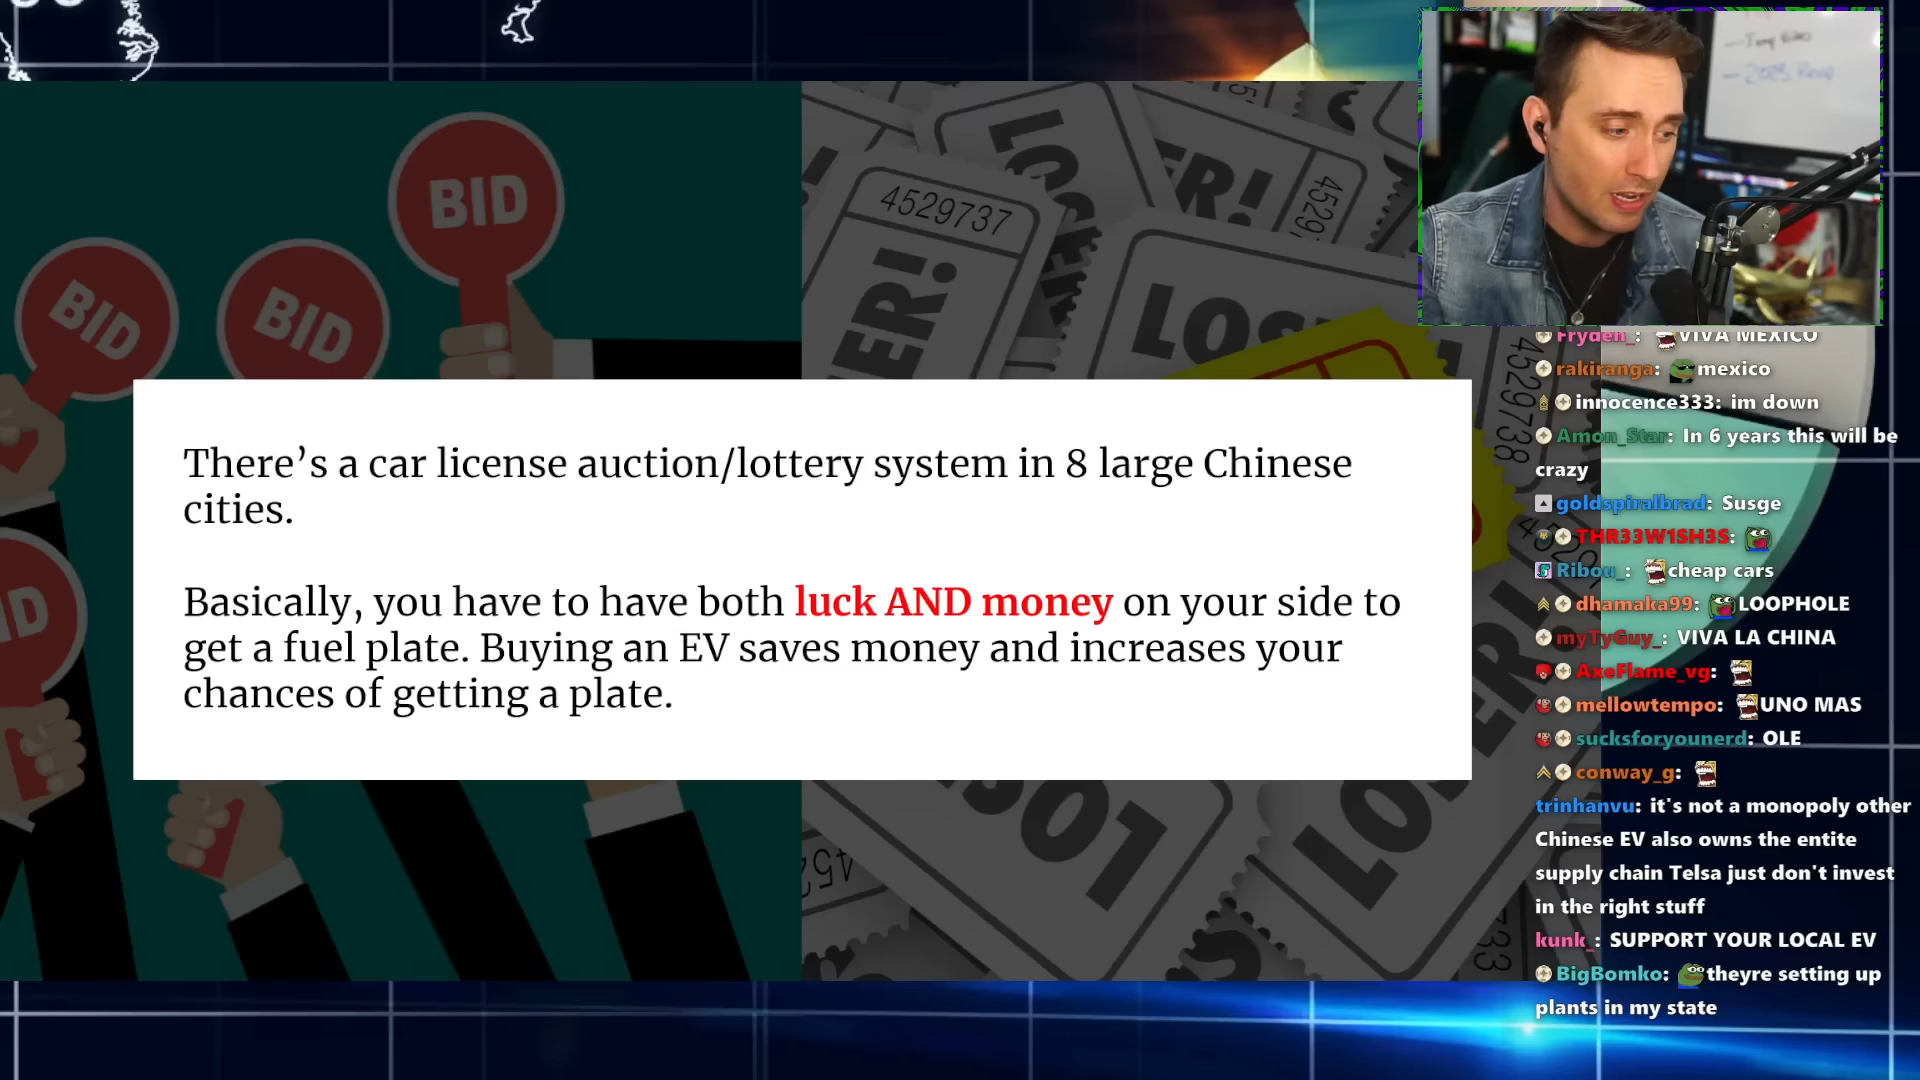 BID
BID
BID
4529737
There's a car license auction/lottery system in 8 large Chinese
cities.
Basically, you have to have both luck AND money on your side to
get a fuel plate. Buying an EV saves money and increases your
chances of getting a plate.
Fryden_: VIVA MEXICO
rakiranga: mexico
innocence333: im down
Amon_Star: In 6 years this will be
crazy
goldspiralbrad: Susge
THR33W1SH3S:
Ribou_: cheap cars
dhamaka99: LOOPHOLE
myTyGuy_: VIVA LA CHINA
AxeFlame_vg:
mellowtempo: UNO MAS
sucksforyounerd: OLE
conway_g:
trinhanvu: it's not a monopoly other
Chinese EV also owns the entite
supply chain Telsa just don't invest
in the right stuff
kunk_: SUPPORT YOUR LOCAL EV
BigBomko: theyre setting up
plants in my state